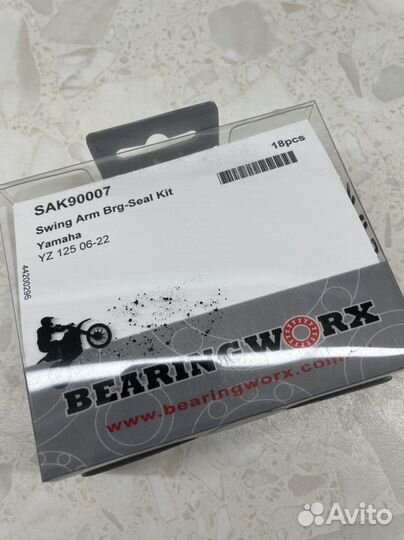 SAK90007
18pcs
Swing Arm Brg-Seal Kit
Yamaha
YZ 125 06-22
44200296
BEARINGWORX
www.bearingworx.com
Avito